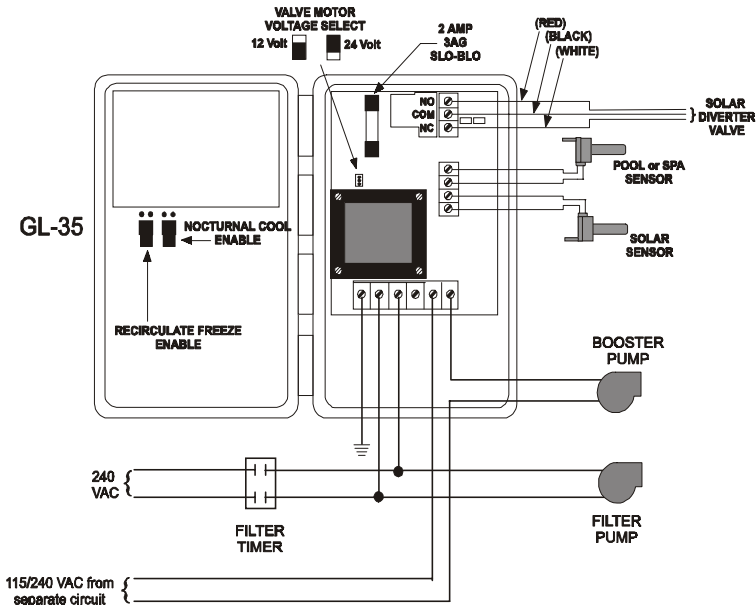 VALVE MOTOR
VOLTAGE SELECT
12 Volt
24 Volt
2 AMP
3AG
SLO-BLO
(RED)
(BLACK)
(WHITE)
NO
COM
NC
SOLAR
DIVERTER
VALVE
POOL or SPA
SENSOR
SOLAR
SENSOR
GL-35
NOCTURNAL COOL
ENABLE
RECIRCULATE FREEZE
ENABLE
BOOSTER
PUMP
240
VAC
FILTER
TIMER
FILTER
PUMP
115/240 VAC from
separate circuit